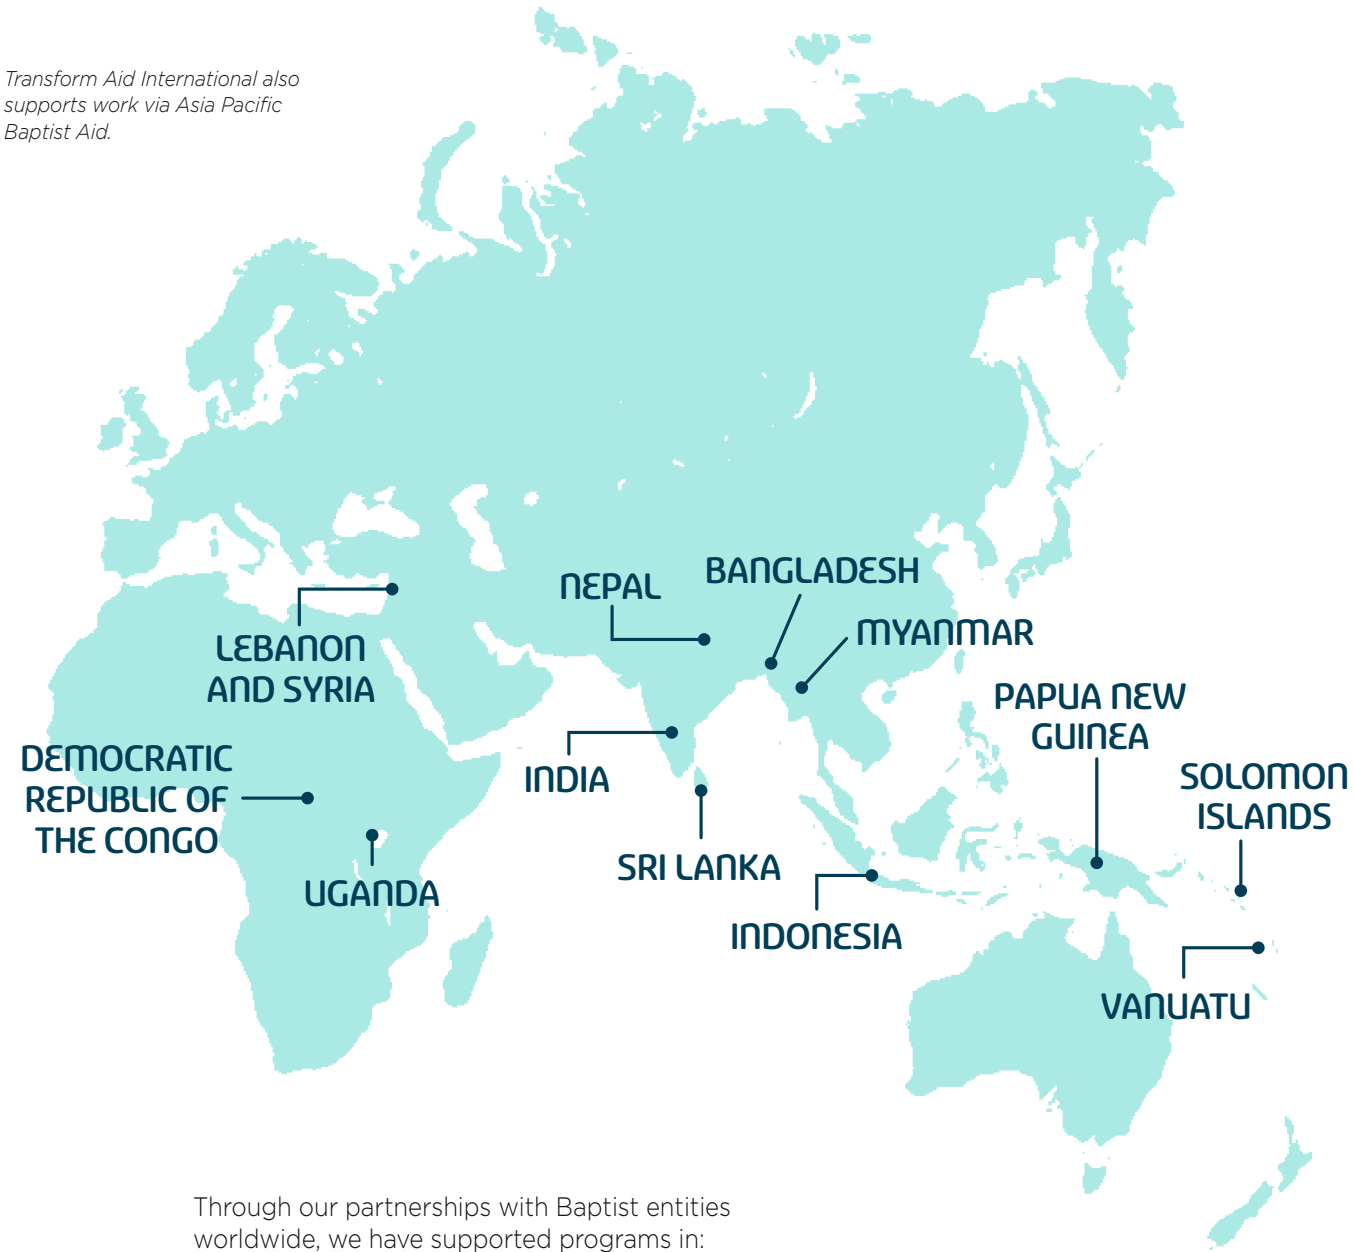 Transform Aid International also
supports work via Asia Pacific
Baptist Aid.
BANGLADESH
NEPAL
MYANMAR
LEBANON
AND SYRIA
PAPUA NEW
GUINEA
DEMOCRATIC
REPUBLIC OF
THE CONGO
INDIA
SOLOMON
ISLANDS
SRI LANKA
UGANDA
INDONESIA
VANUATU
Through our partnerships with Baptist entities
worldwide, we have supported programs in: